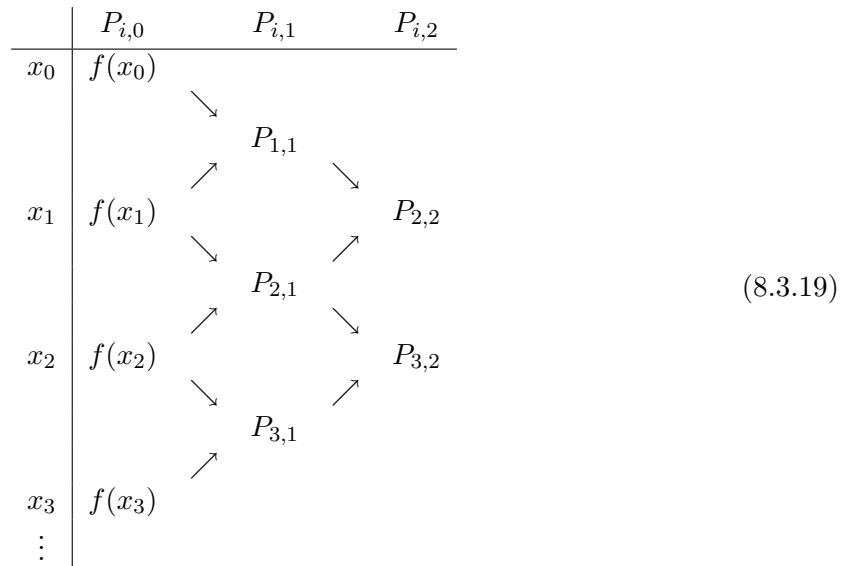 P_{i,0} P_{i,1} P_{i,2}
x_0 f(x_0)
↘
P_{1,1}
↗ ↘
x_1 f(x_1) P_{2,2}
↘ ↗
P_{2,1} (8.3.19)
↗ ↘
x_2 f(x_2) P_{3,2}
↘ ↗
P_{3,1}
↗
x_3 f(x_3)
⋮